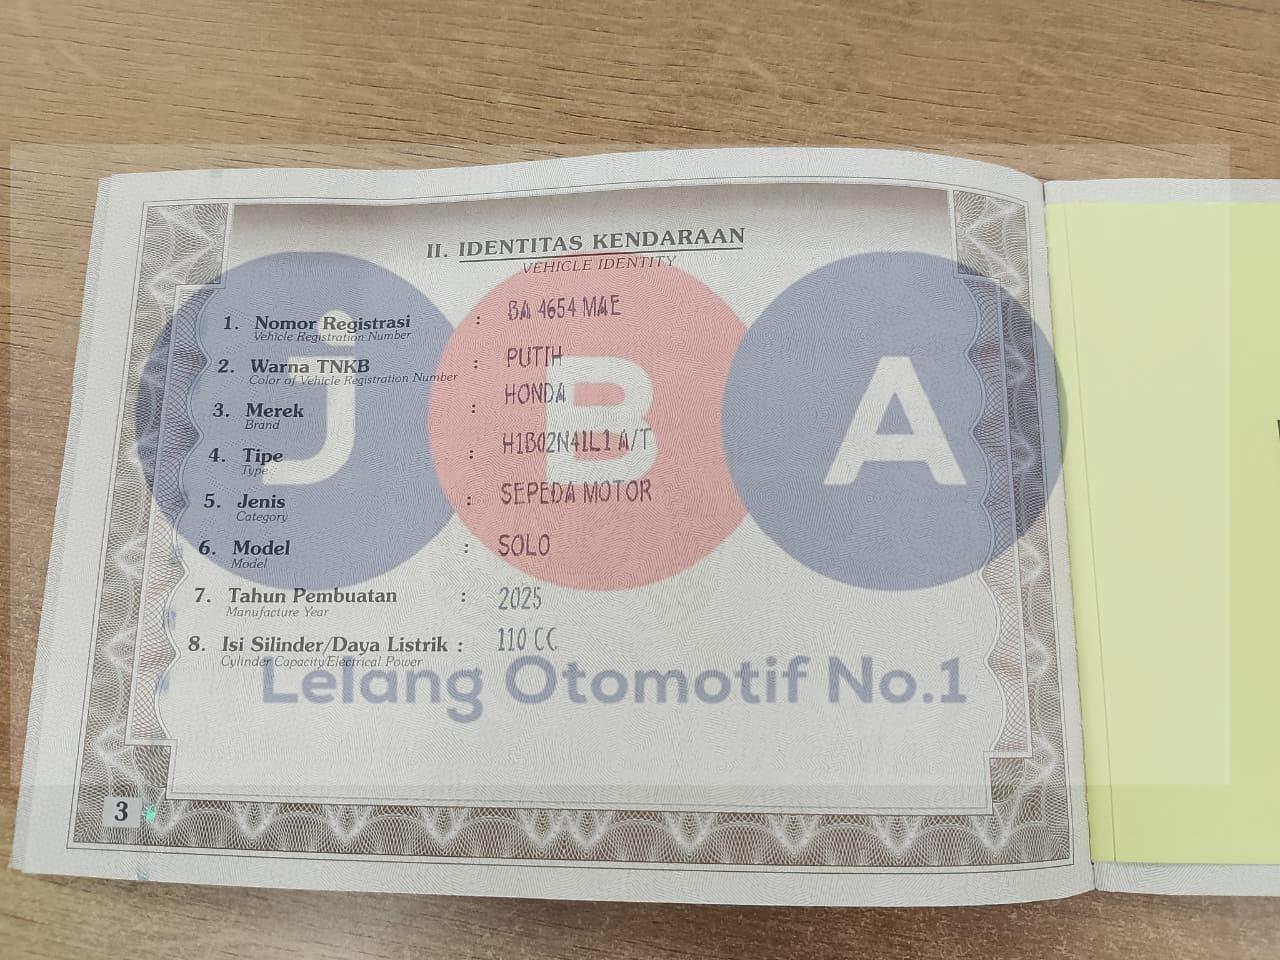 II. IDENTITAS KENDARAAN
VEHICLE IDENTITY
1. Nomor Registrasi : BA 4654 MAE
Vehicle Registration Number
2. Warna TNKB : PUTIH
Color of Vehicle Registration Number
3. Merek : HONDA
Brand
4. Tipe : H1B02N41L1 A/T
Type
5. Jenis : SEPEDA MOTOR
Category
6. Model : SOLO
Model
7. Tahun Pembuatan : 2025
Manufacture Year
8. Isi Silinder/Daya Listrik : 110 CC
Cylinder Capacity/Electrical Power
3
JBA
Lelang Otomotif No.1